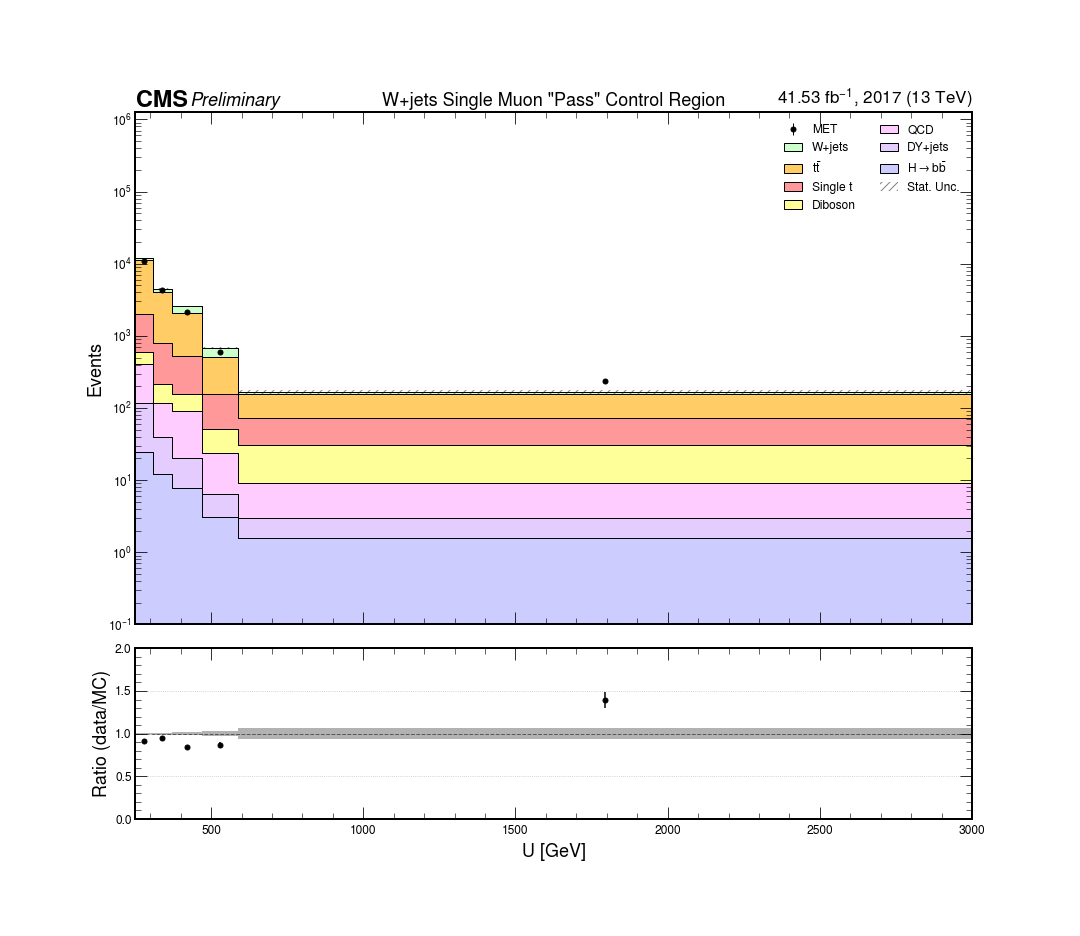 CMS Preliminary W+jets Single Muon "Pass" Control Region 41.53 fb⁻¹, 2017 (13 TeV)
10⁶
10⁵
10⁴
10³
10²
10¹
10⁰
10⁻¹
Events
MET
W+jets
tt̄
Single t
Diboson
QCD
DY+jets
H→bb̄
Stat. Unc.
2.0
1.5
1.0
0.5
0.0
Ratio (data/MC)
500 1000 1500 2000 2500 3000
U [GeV]